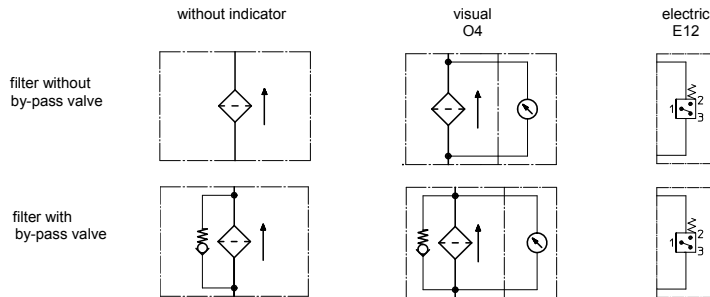 without indicator
visual
O4
electric
E12
filter without
by-pass valve
1
2
3
filter with
by-pass valve
1
2
3